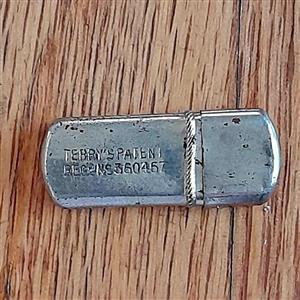 TERRY'S PATENT
REG. NO 360457